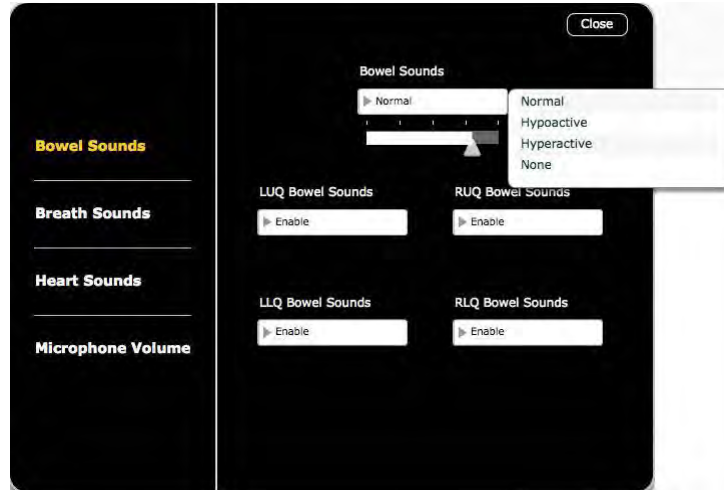 Close
Bowel Sounds
Normal
Normal
Hypoactive
Hyperactive
None
Bowel Sounds
Breath Sounds
Heart Sounds
Microphone Volume
LUQ Bowel Sounds
RUQ Bowel Sounds
Enable
Enable
LLQ Bowel Sounds
RLQ Bowel Sounds
Enable
Enable